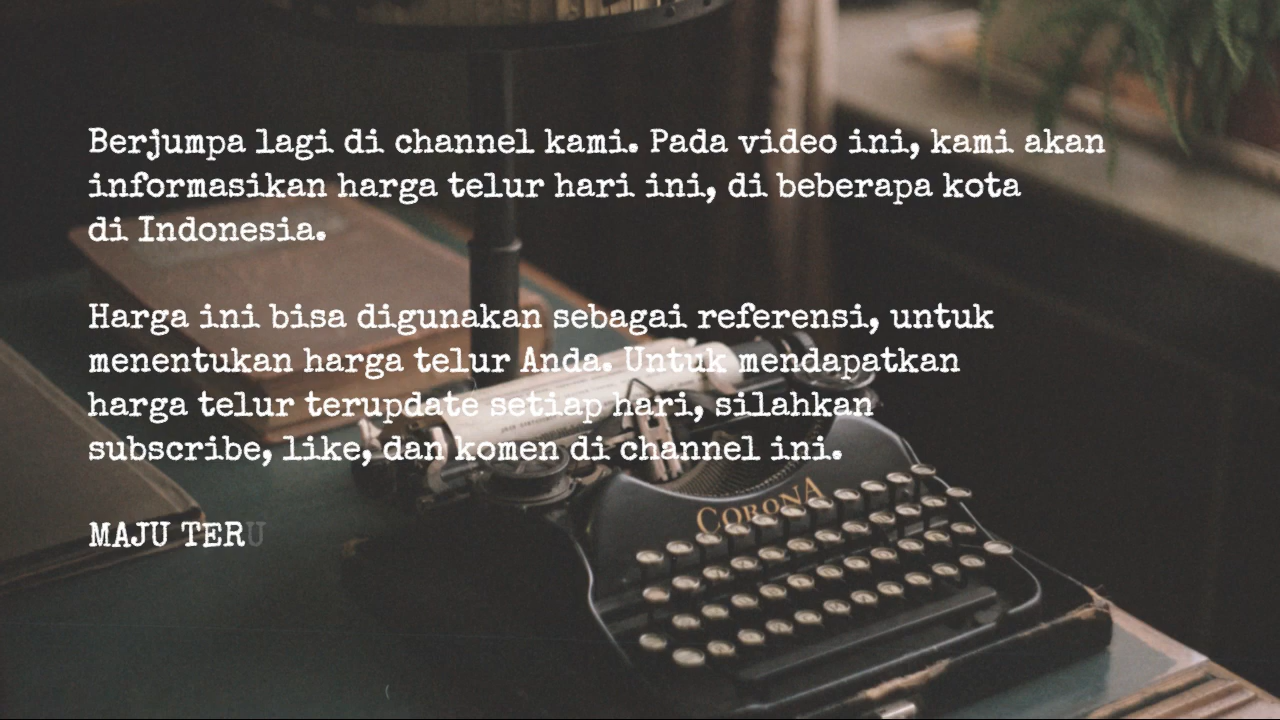 Berjumpa lagi di channel kami. Pada video ini, kami akan
informasikan harga telur hari ini, di beberapa kota
di Indonesia.
Harga ini bisa digunakan sebagai referensi, untuk
menentukan harga telur Anda. Untuk mendapatkan
harga telur terupdate setiap hari, silahkan
subscribe, like, dan komen di channel ini.
MAJU TERU
CORONA